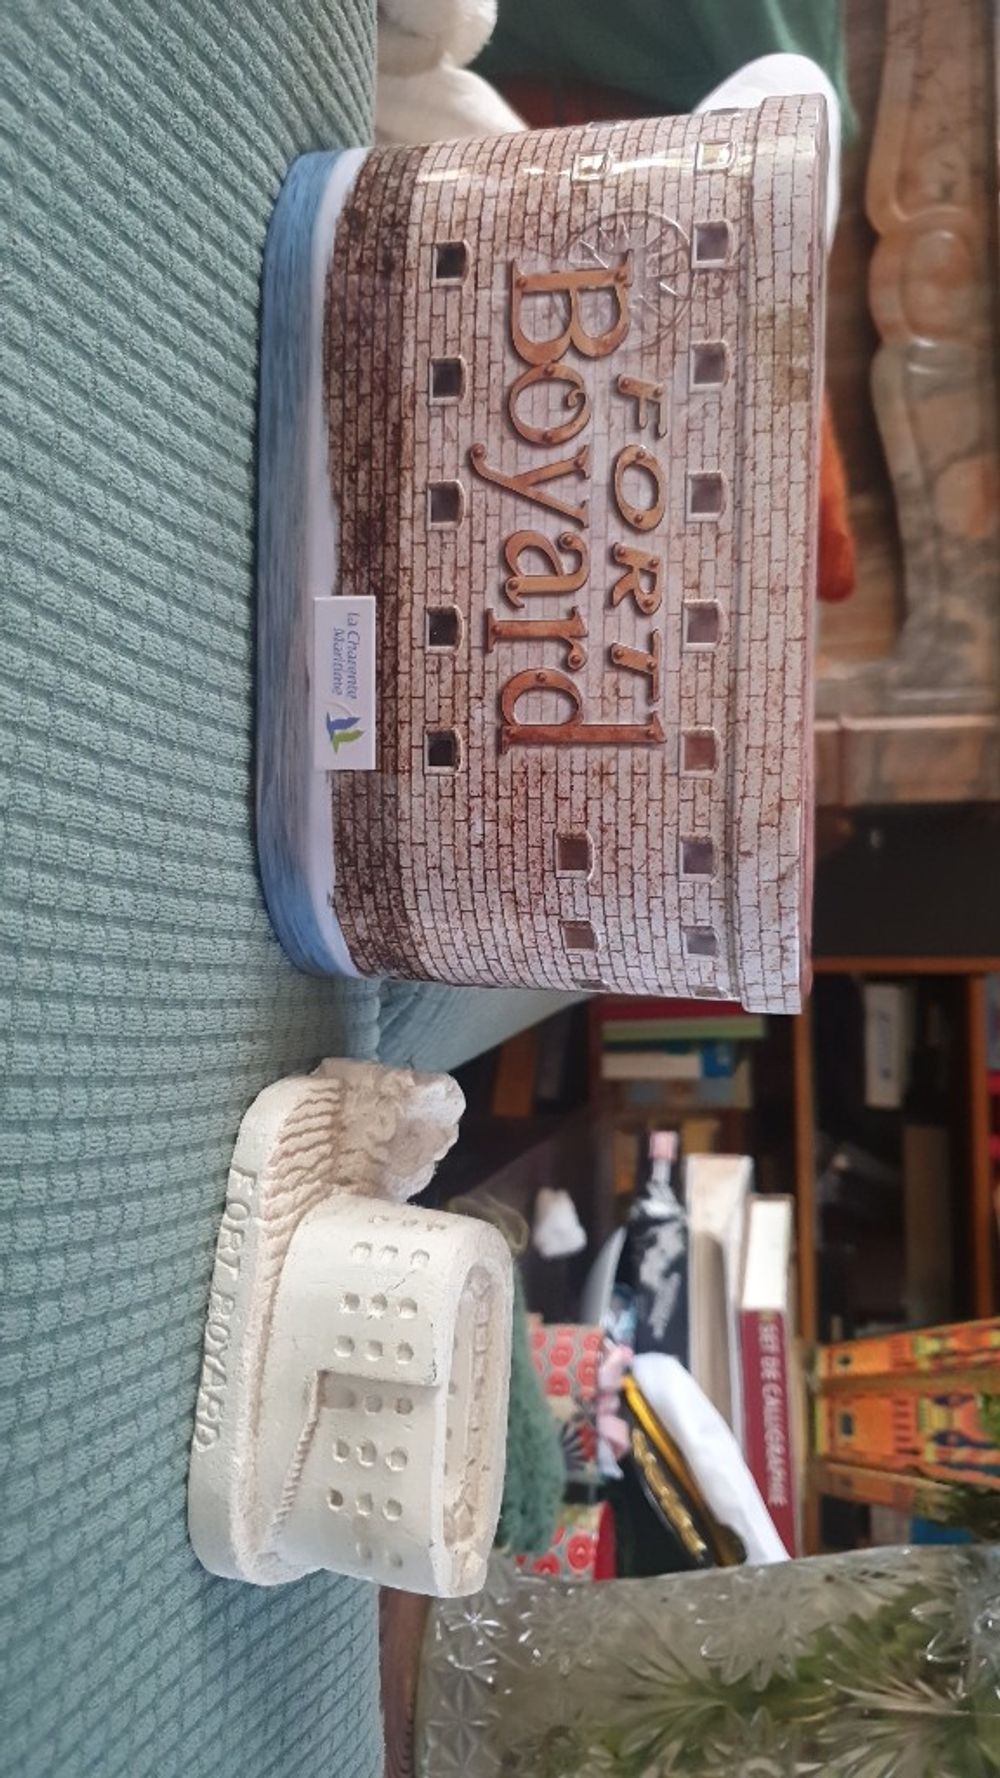 FORT
Boyard
la Charente
Maritime
FORT BOYARD
SET DE CALLIGRAPHIE